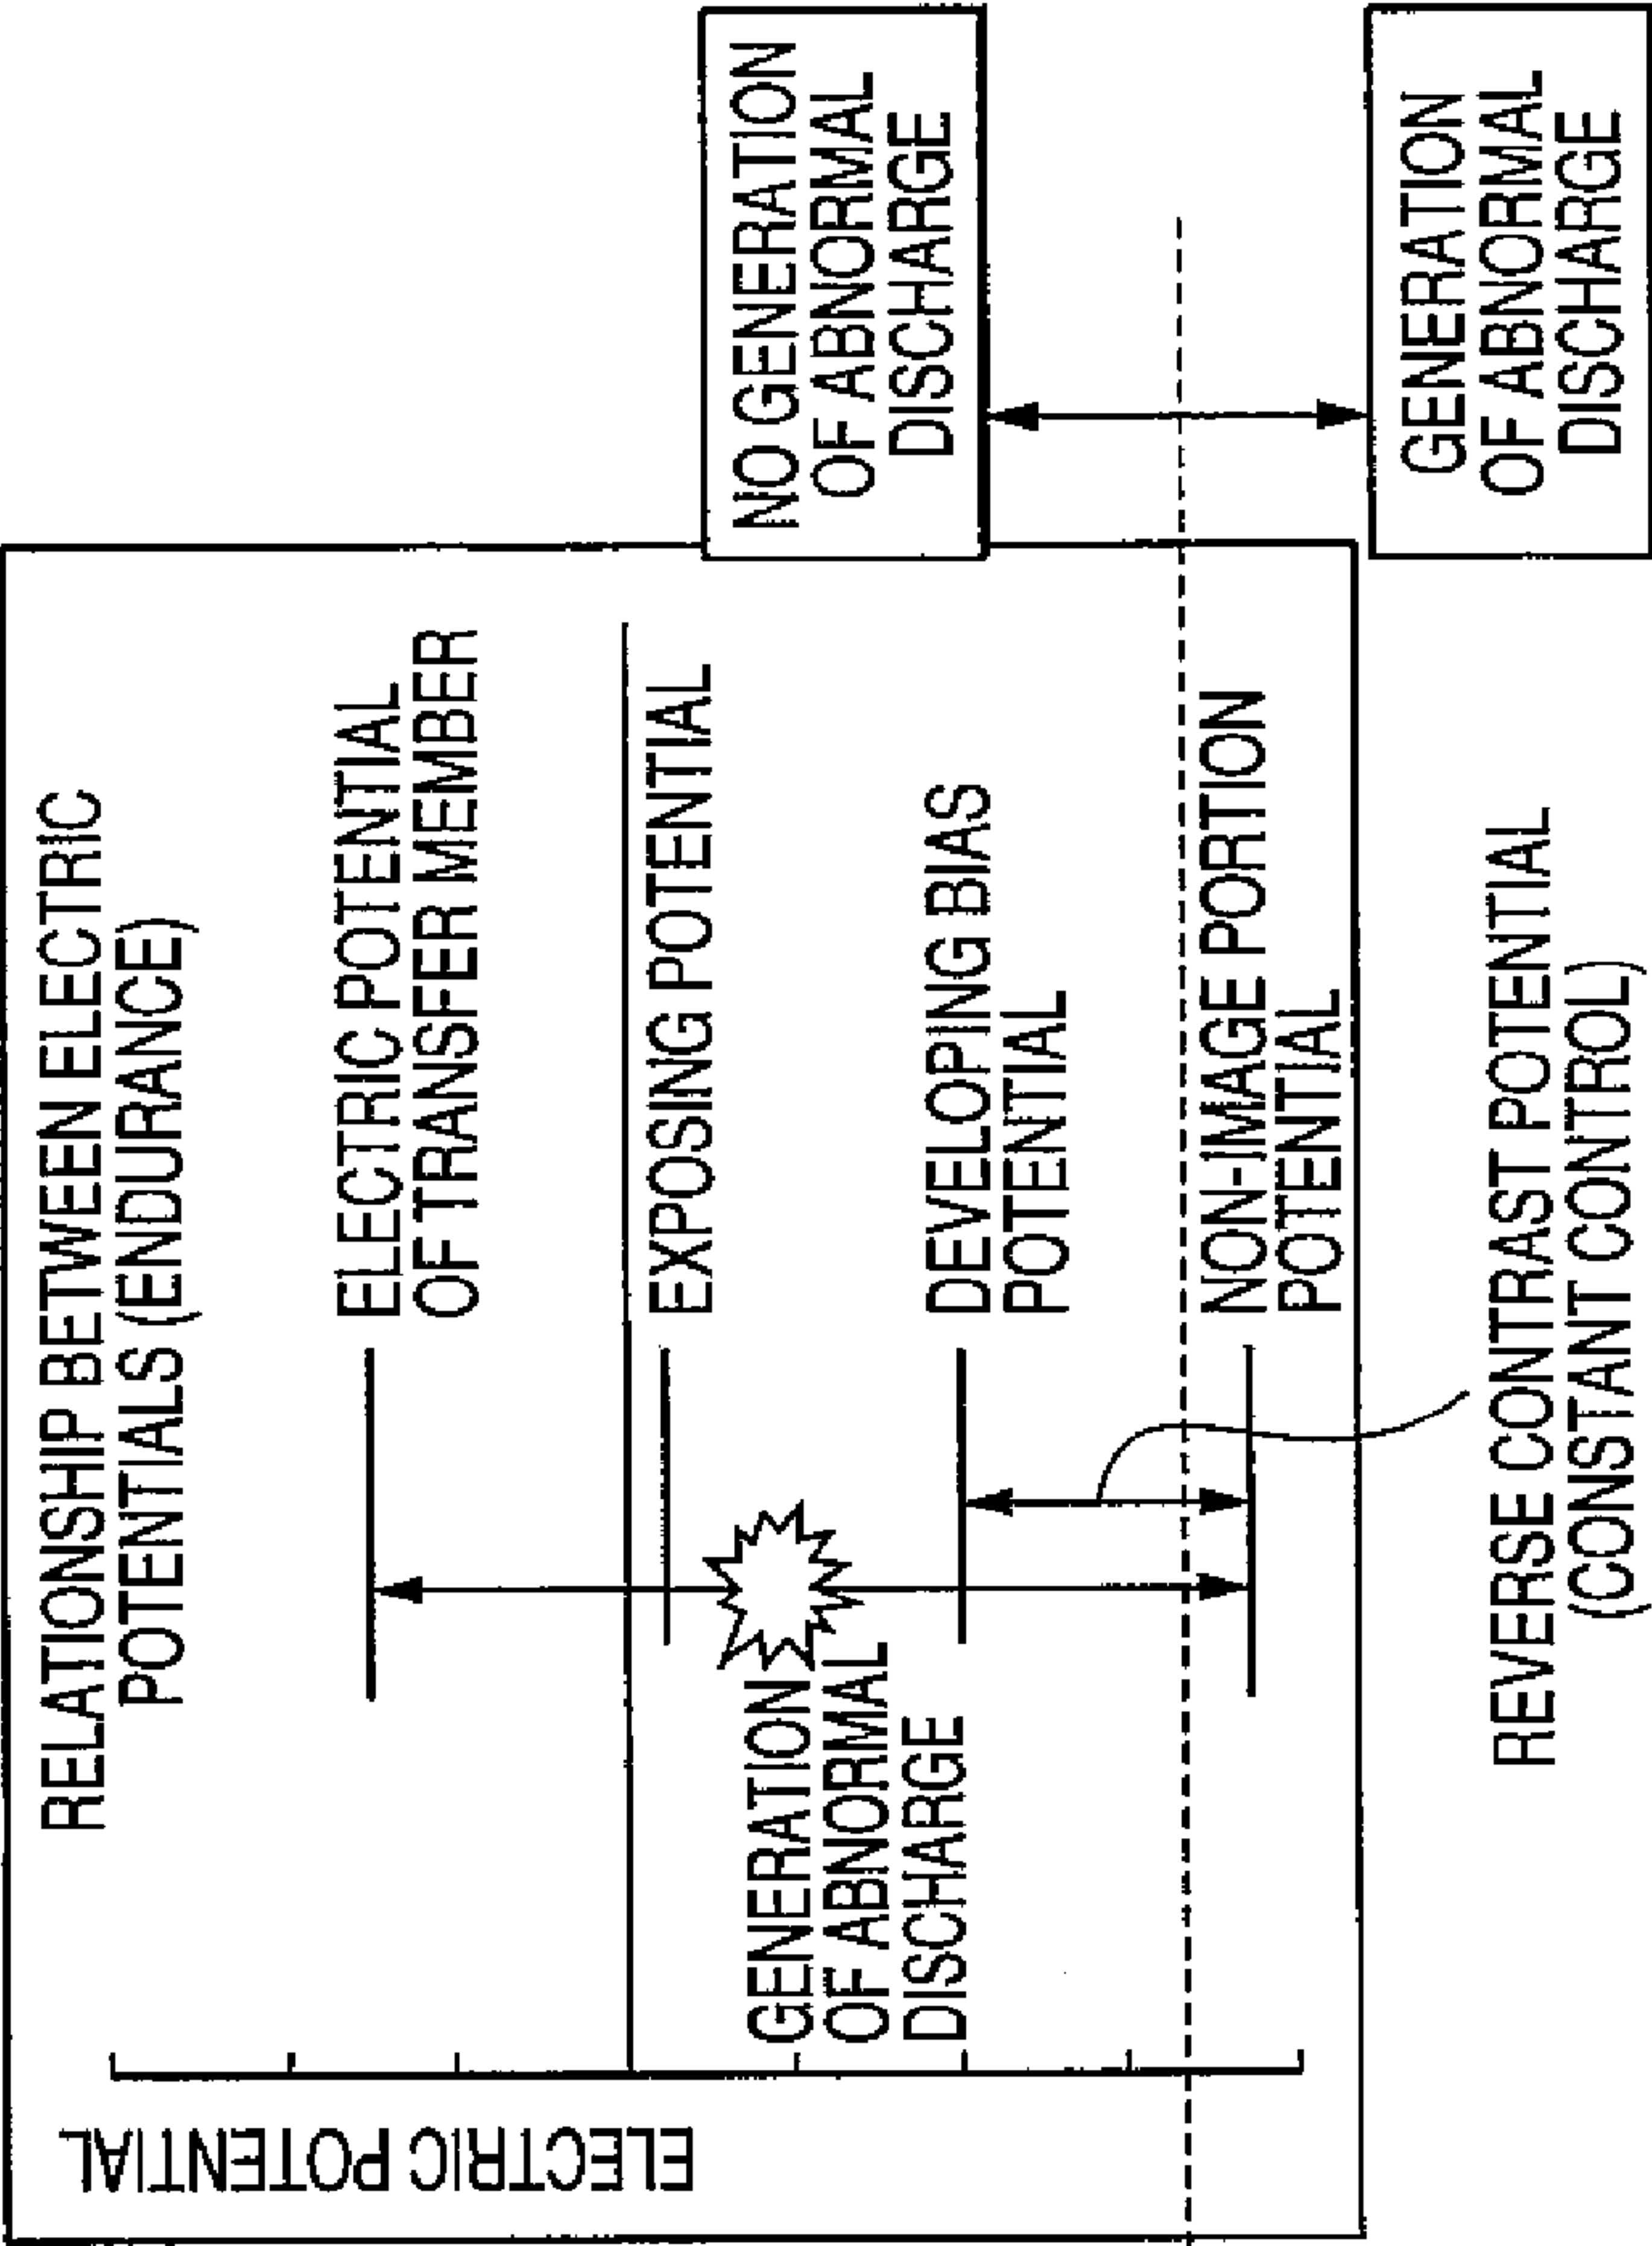 RELATIONSHIP BETWEEN ELECTRIC
POTENTIALS (ENDURANCE)
ELECTRIC POTENTIAL
ELECTRIC POTENTIAL
OF TRANSFER MEMBER
EXPOSING POTENTIAL
GENERATION
OF ABNORMAL
DISCHARGE
DEVELOPING BIAS
POTENTIAL
NON-IMAGE PORTION
POTENTIAL
NO GENERATION
OF ABNORMAL
DISCHARGE
GENERATION
OF ABNORMAL
DISCHARGE
REVERSE CONTRAST POTENTIAL
(CONSTANT CONTROL)